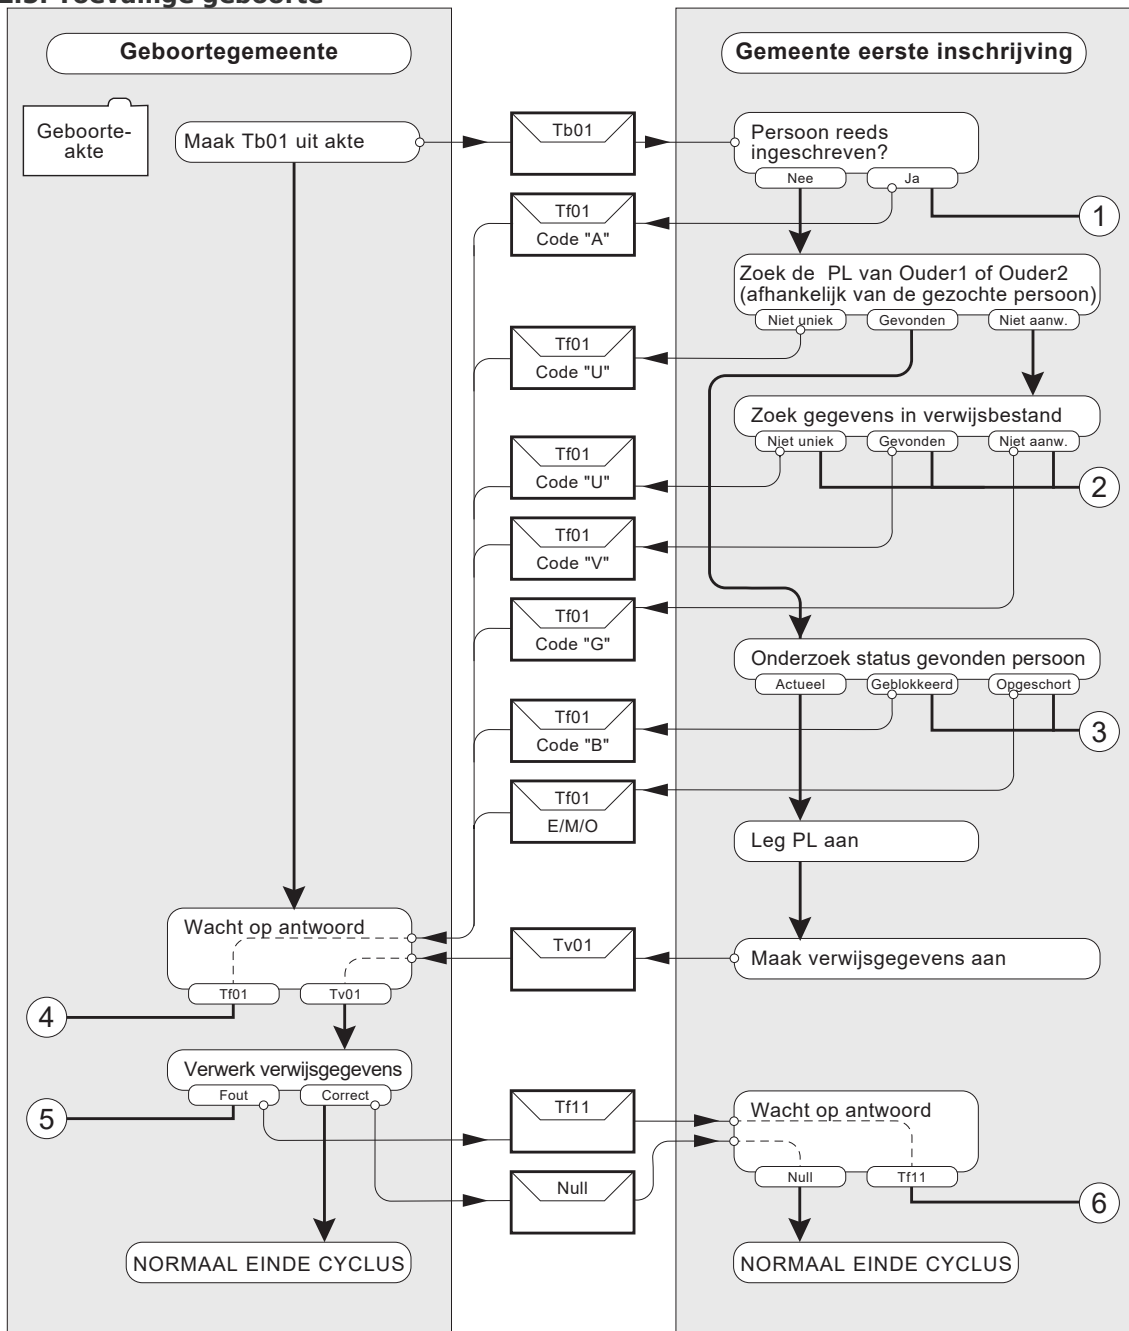 2.3. Toevallige geboorte
Geboortegemeente
Gemeente eerste inschrijving
Geboorte-
akte
Maak Tb01 uit akte
Tb01
Persoon reeds
ingeschreven?
Nee
Ja
1
Tf01
Code "A"
Zoek de PL van Ouder1 of Ouder2
(afhankelijk van de gezochte persoon)
Niet uniek
Gevonden
Niet aanw.
Tf01
Code "U"
Zoek gegevens in verwijsbestand
Niet uniek
Gevonden
Niet aanw.
Tf01
Code "U"
2
Tf01
Code "V"
Tf01
Code "G"
Onderzoek status gevonden persoon
Actueel
Geblokkeerd
Opgeschort
Tf01
Code "B"
3
Tf01
E/M/O
Leg PL aan
Wacht op antwoord
Tf01
Tv01
Tv01
Maak verwijsgegevens aan
4
Verwerk verwijsgegevens
Fout
Correct
5
Tf11
Wacht op antwoord
Null
Tf11
Null
6
NORMAAL EINDE CYCLUS
NORMAAL EINDE CYCLUS